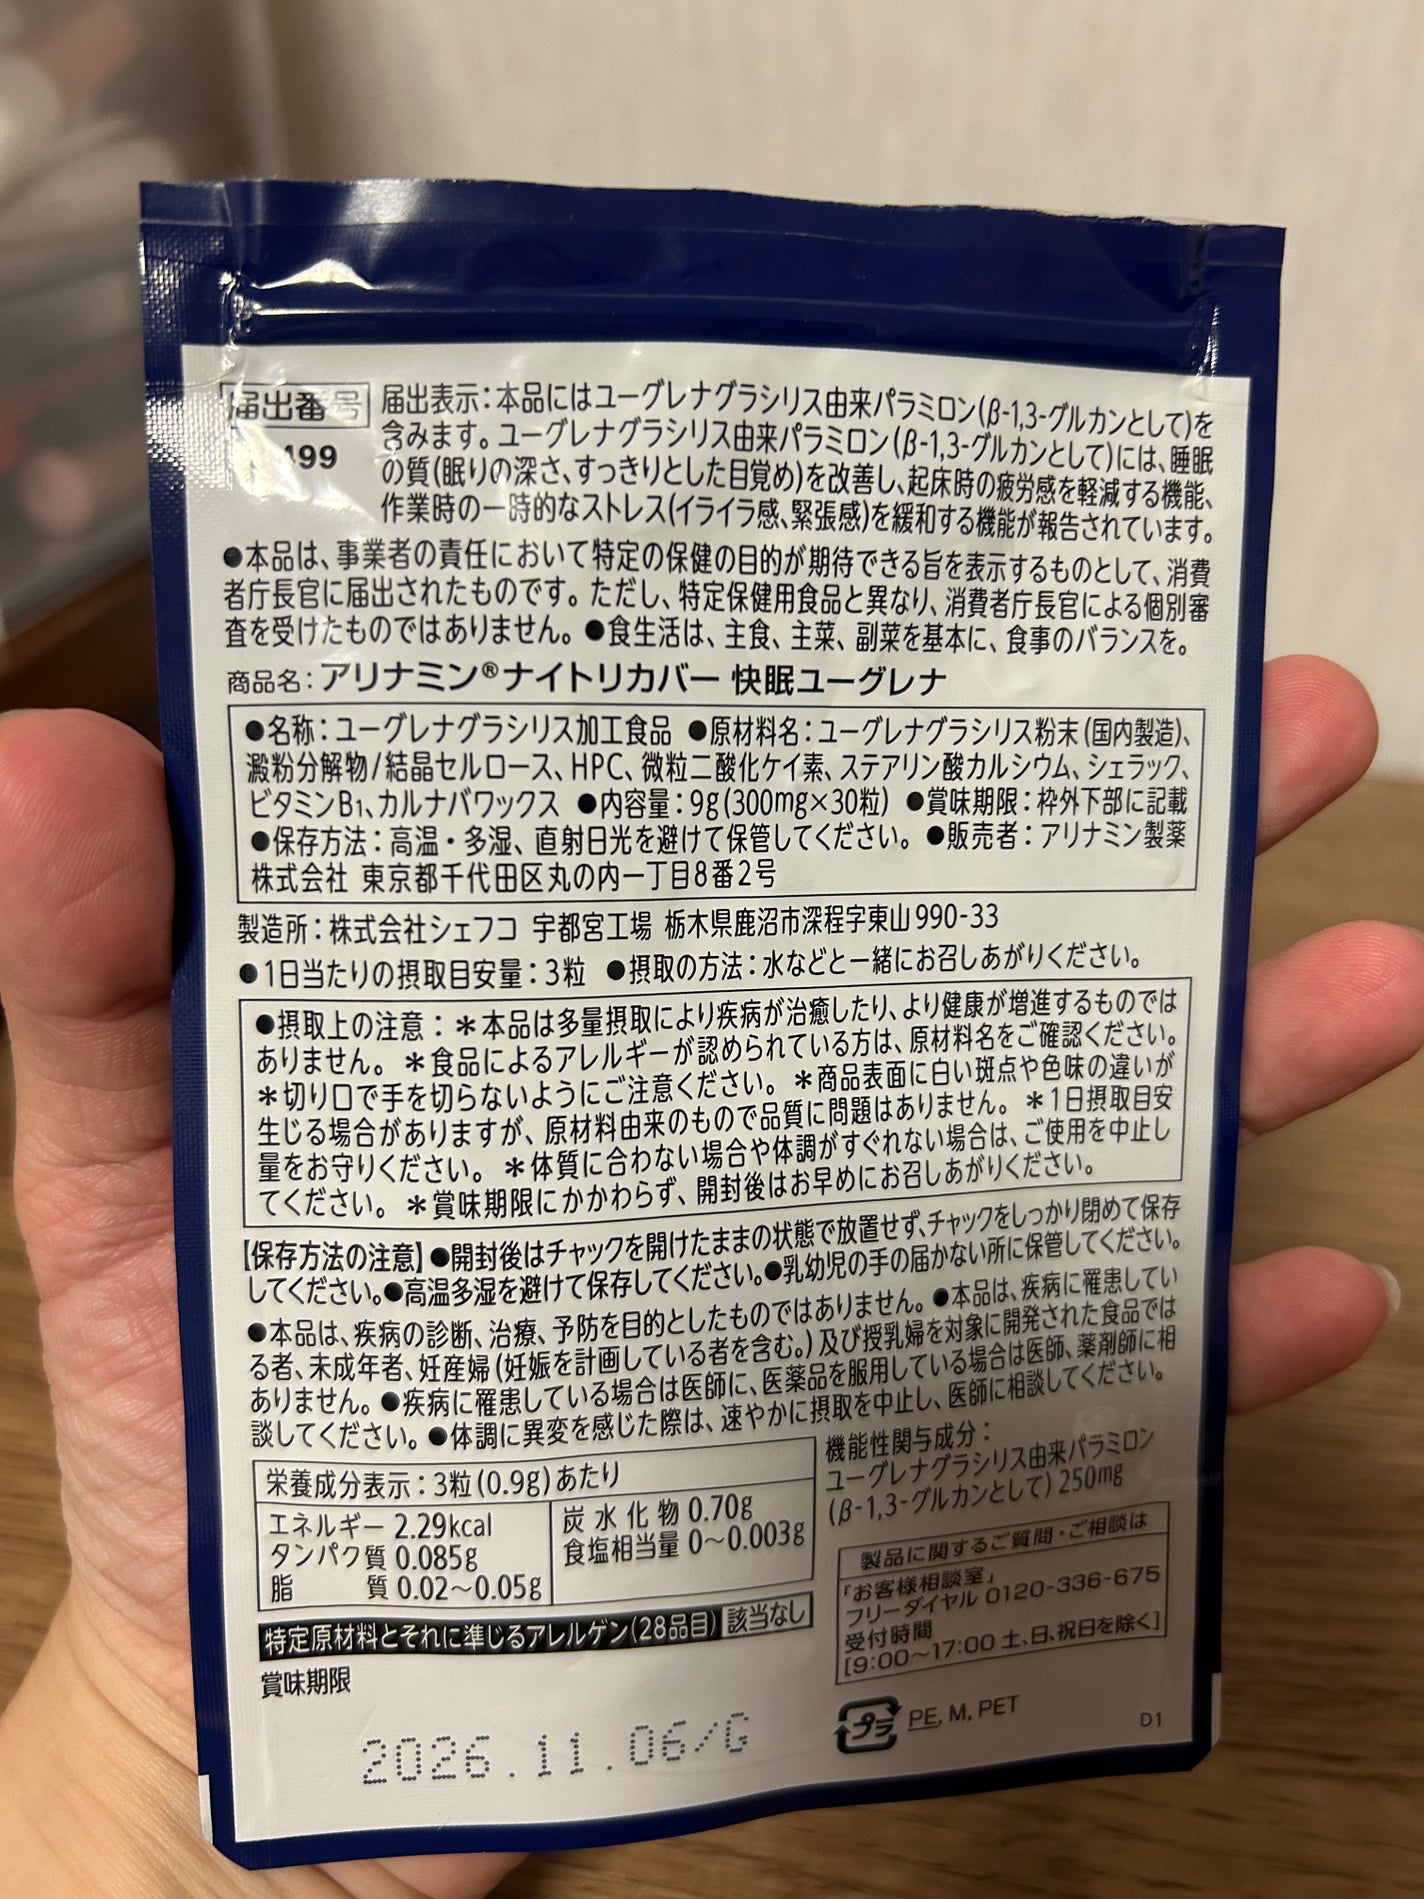 届出番号
499
届出表示：本品にはユーグレナグラシリス由来パラミロン(β-1,3-グルカンとして)を
含みます。ユーグレナグラシリス由来パラミロン(β-1,3-グルカンとして)には、睡眠
の質(眠りの深さ、すっきりとした目覚め)を改善し、起床時の疲労感を軽減する機能、
作業時の一時的なストレス(イライラ感、緊張感)を緩和する機能が報告されています。
●本品は、事業者の責任において特定の保健の目的が期待できる旨を表示するものとして、消費
者庁長官に届出されたものです。ただし、特定保健用食品と異なり、消費者庁長官による個別審
査を受けたものではありません。●食生活は、主食、主菜、副菜を基本に、食事のバランスを。
商品名：アリナミン®ナイトリカバー 快眠ユーグレナ
●名称：ユーグレナグラシリス加工食品 ●原材料名：ユーグレナグラシリス粉末(国内製造)、
澱粉分解物/結晶セルロース、HPC、微粒二酸化ケイ素、ステアリン酸カルシウム、シェラック、
ビタミンB₁、カルナバワックス ●内容量：9g(300mg×30粒) ●賞味期限：枠外下部に記載
●保存方法：高温・多湿、直射日光を避けて保管してください。●販売者：アリナミン製薬
株式会社 東京都千代田区丸の内一丁目8番2号
製造所：株式会社シェフコ 宇都宮工場 栃木県鹿沼市深程字東山990-33
●1日当たりの摂取目安量：3粒 ●摂取の方法：水などと一緒にお召しあがりください。
●摂取上の注意：＊本品は多量摂取により疾病が治癒したり、より健康が増進するものでは
ありません。＊食品によるアレルギーが認められている方は、原材料名をご確認ください。
＊切り口で手を切らないようにご注意ください。＊商品表面に白い斑点や色味の違いが
生じる場合がありますが、原材料由来のもので品質に問題はありません。＊1日摂取目安
量をお守りください。＊体質に合わない場合や体調がすぐれない場合は、ご使用を中止し
てください。＊賞味期限にかかわらず、開封後はお早めにお召しあがりください。
【保存方法の注意】●開封後はチャックを開けたままの状態で放置せず、チャックをしっかり閉めて保存
してください。●高温多湿を避けて保存してください。●乳幼児の手の届かない所に保管してください。
●本品は、疾病の診断、治療、予防を目的としたものではありません。●本品は、疾病に罹患してい
る者、未成年者、妊産婦(妊娠を計画している者を含む。)及び授乳婦を対象に開発された食品では
ありません。●疾病に罹患している場合は医師に、医薬品を服用している場合は医師、薬剤師に相
談してください。●体調に異変を感じた際は、速やかに摂取を中止し、医師に相談してください。
栄養成分表示：3粒(0.9g)あたり
エネルギー 2.29kcal
タンパク質 0.085g
脂 質 0.02～0.05g
炭水化物 0.70g
食塩相当量 0～0.003g
機能性関与成分：
ユーグレナグラシリス由来パラミロン
(β-1,3-グルカンとして) 250mg
特定原材料とそれに準じるアレルゲン(28品目) 該当なし
製品に関するご質問・ご相談は
「お客様相談室」
フリーダイヤル 0120-336-675
受付時間
[9:00～17:00 土、日、祝日を除く]
賞味期限
2026.11.06/G
プラ PE, M, PET
D1